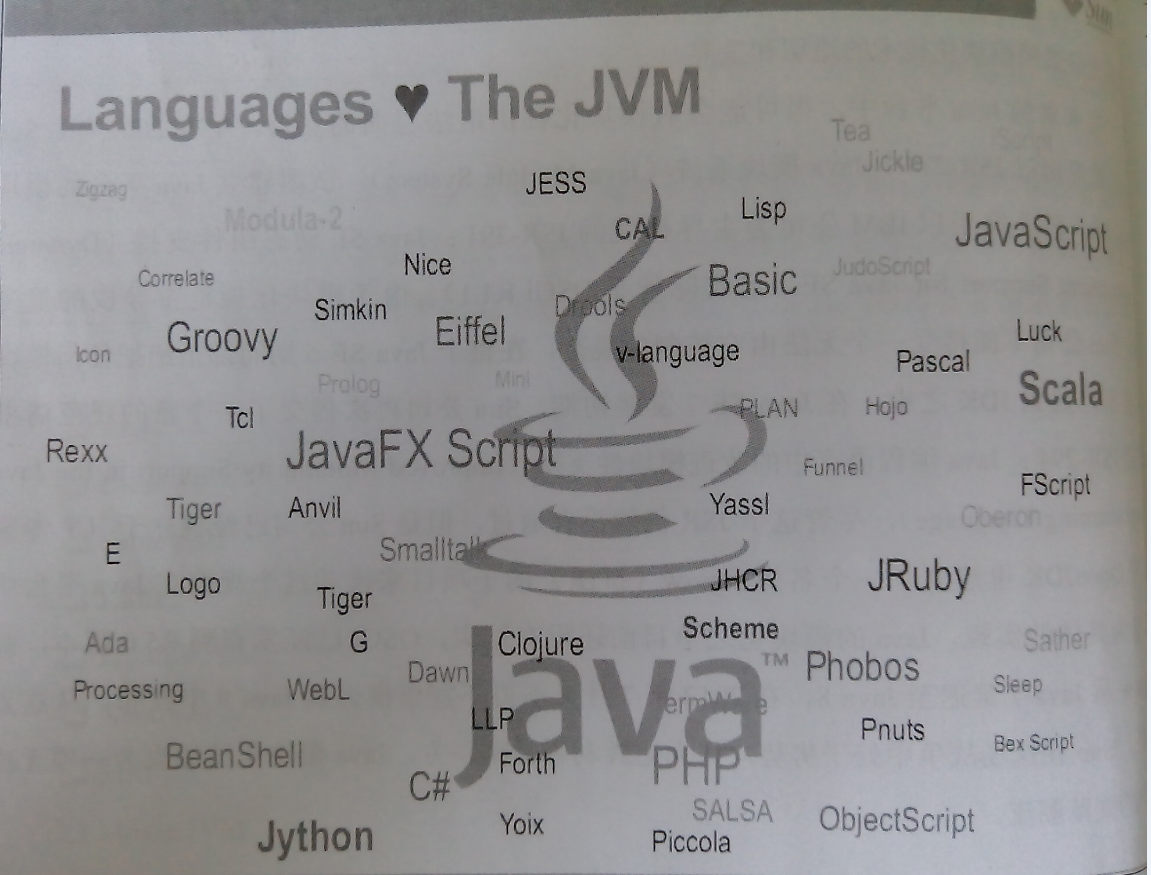 Sun
Languages ♥ The JVM
Tea
Jickle
Zigzag
JESS
Modula-2
CAL
Lisp
JavaScript
Correlate
Nice
Basic
JudoScript
Simkin
Drools
Groovy
Eiffel
Luck
Icon
v-language
Pascal
Prolog
Mini
Scala
Tcl
PLAN
Hojo
Rexx
JavaFX Script
Funnel
FScript
Tiger
Anvil
Yassl
Oberon
E
Smalltalk
Logo
JHCR
JRuby
Tiger
Ada
G
Clojure
Scheme
Sather
Dawn
Java™
Phobos
Processing
WebL
Sleep
TermWare
LLP
Pnuts
Bex Script
BeanShell
Forth
PHP
C#
SALSA
Jython
Yoix
Piccola
ObjectScript